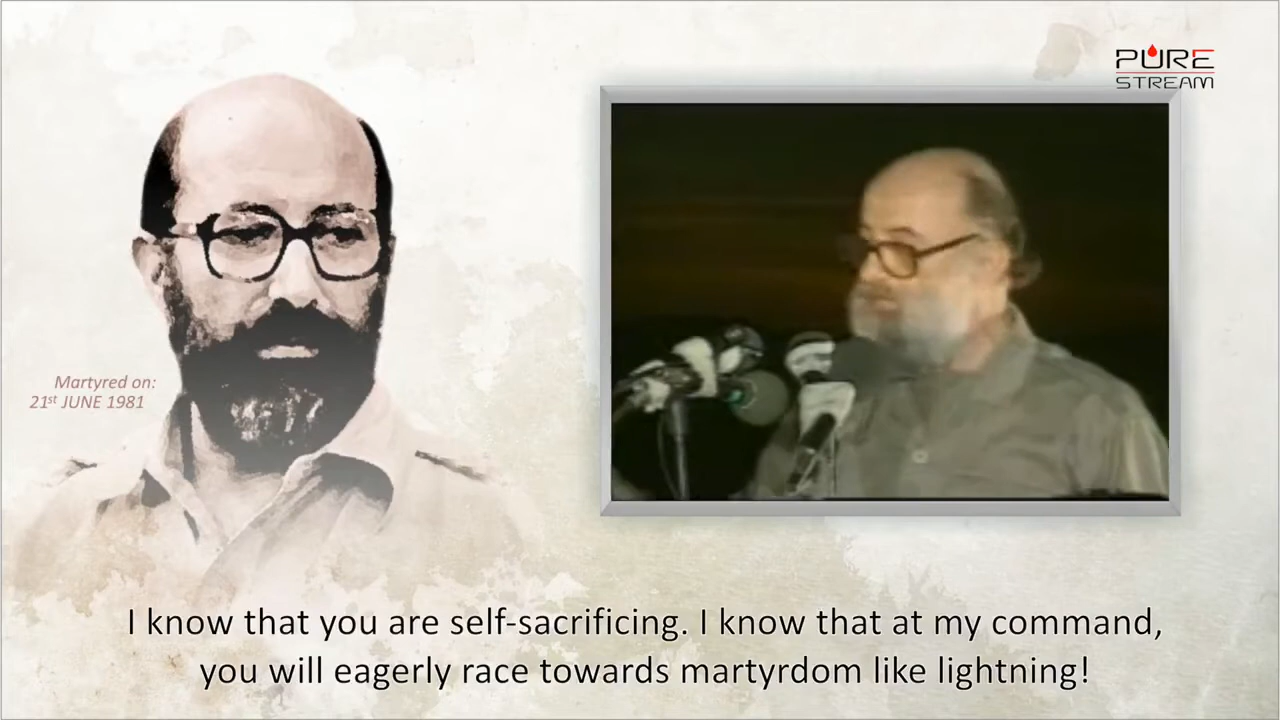 PURE
STREAM
Martyred on:
21st JUNE 1981
I know that you are self-sacrificing. I know that at my command,
you will eagerly race towards martyrdom like lightning!